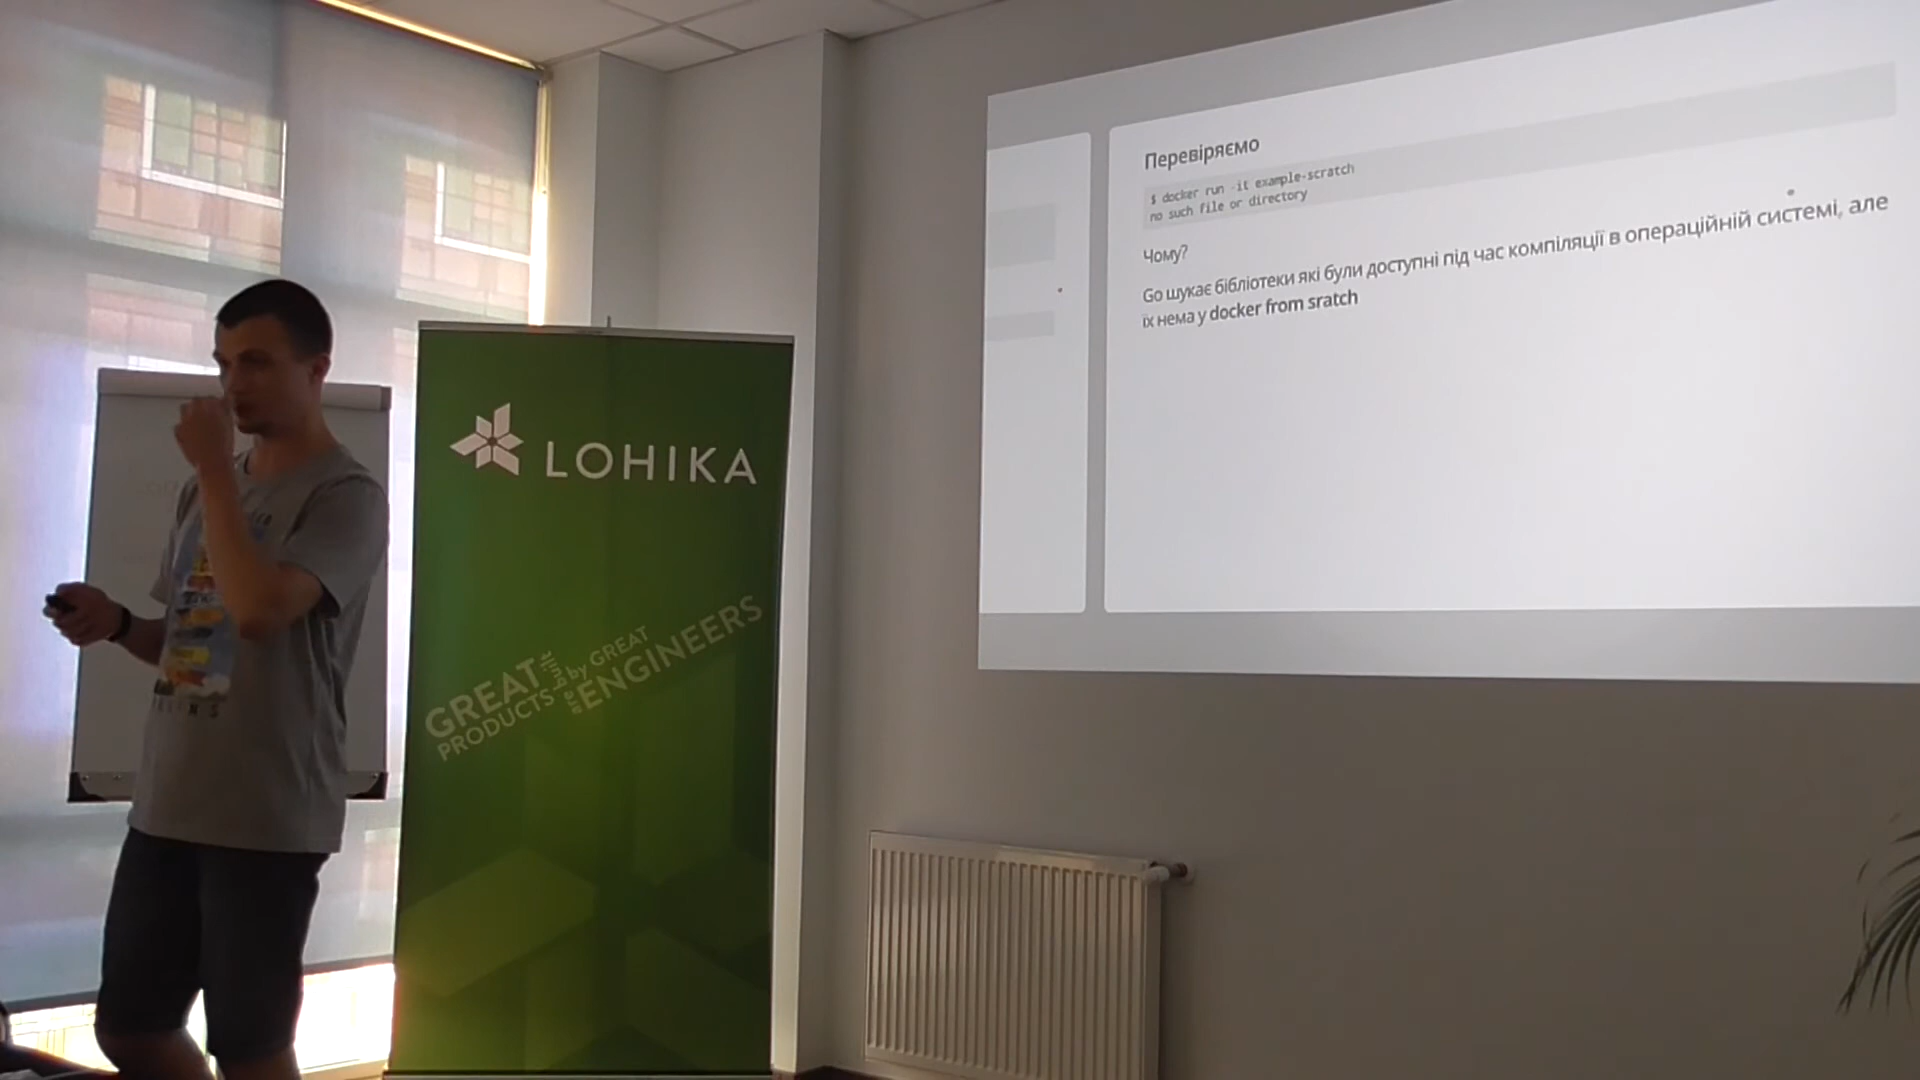 Перевіряємо
$ docker run -it example-scratch
no such file or directory
Чому?
Go шукає бібліотеки які були доступні під час компіляції в операційній системі, але
їх нема у docker from sratch
LOHIKA
GREAT
PRODUCTS
are built
by GREAT
ENGINEERS